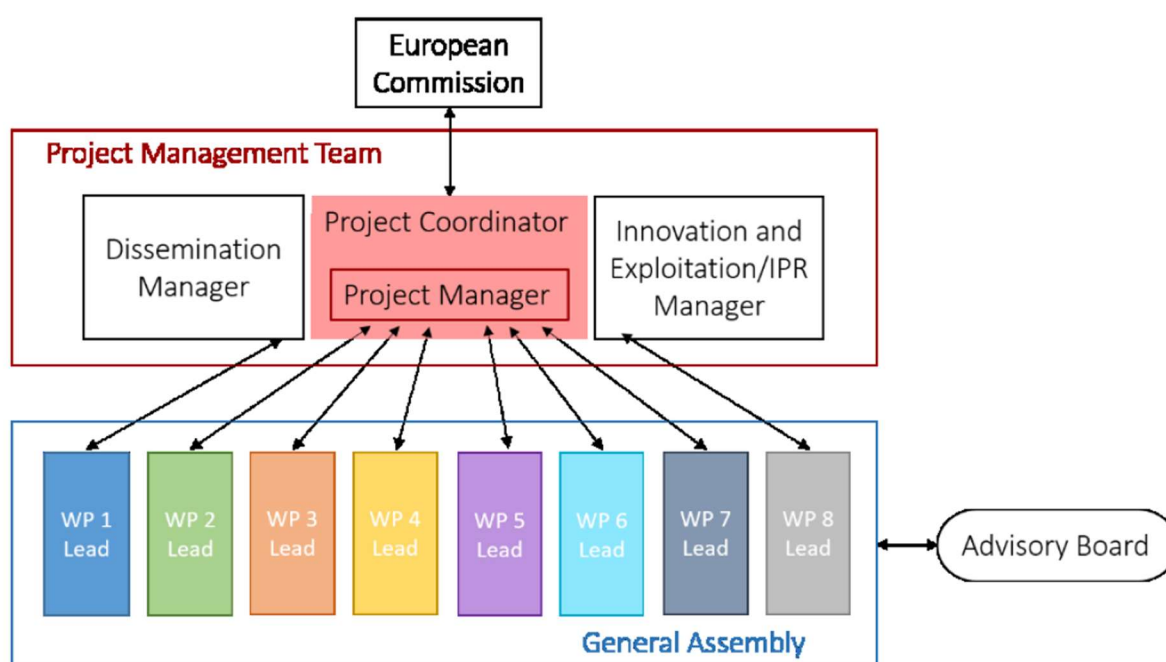 European
Commission
Project Management Team
Dissemination
Manager
Project Coordinator
Project Manager
Innovation and
Exploitation/IPR
Manager
WP 1
Lead
WP 2
Lead
WP 3
Lead
WP 4
Lead
WP 5
Lead
WP 6
Lead
WP 7
Lead
WP 8
Lead
General Assembly
Advisory Board